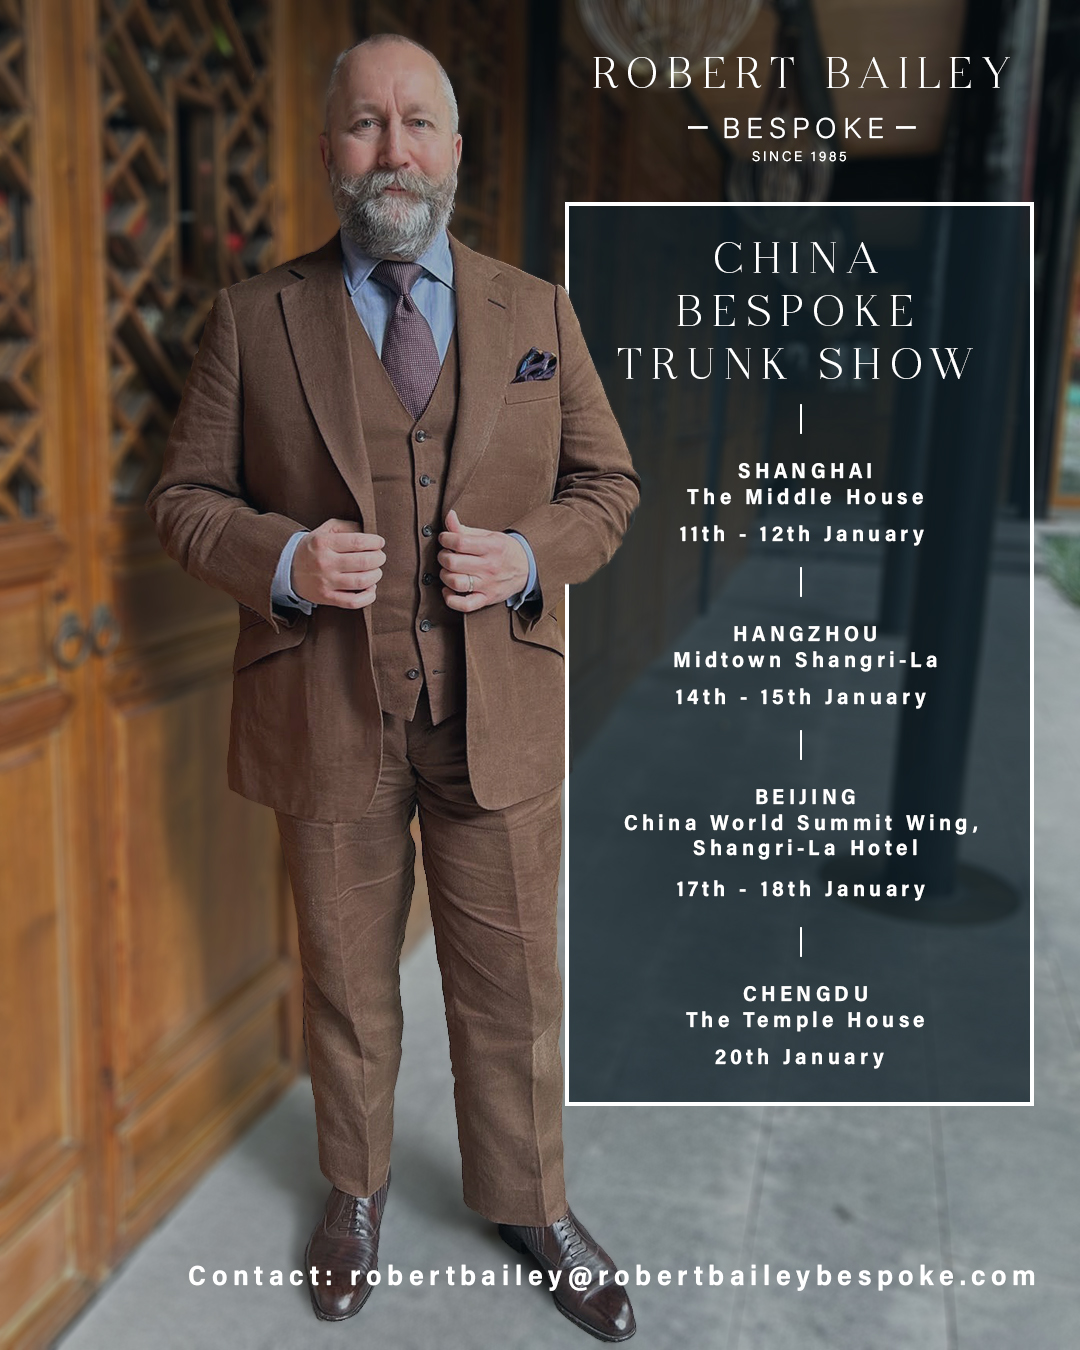 ROBERT BAILEY
BESPOKE
SINCE 1985
CHINA
BESPOKE
TRUNK SHOW
SHANGHAI
The Middle House
11th - 12th January
HANGZHOU
Midtown Shangri-La
14th - 15th January
BEIJING
China World Summit Wing,
Shangri-La Hotel
17th - 18th January
CHENGDU
The Temple House
20th January
Contact: robertbailey@robertbaileybespoke.com